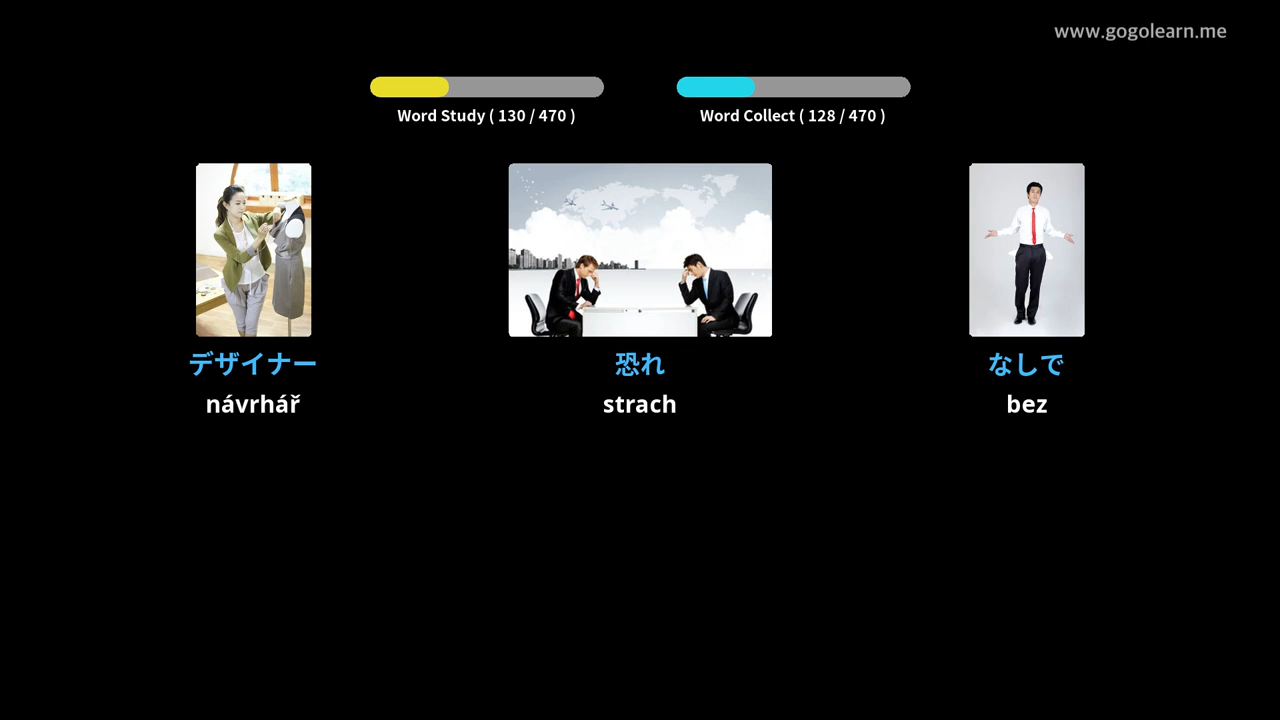 www.gogolearn.me
Word Study ( 130 / 470 )
Word Collect ( 128 / 470 )
デザイナー
návrhář
恐れ
strach
なしで
bez